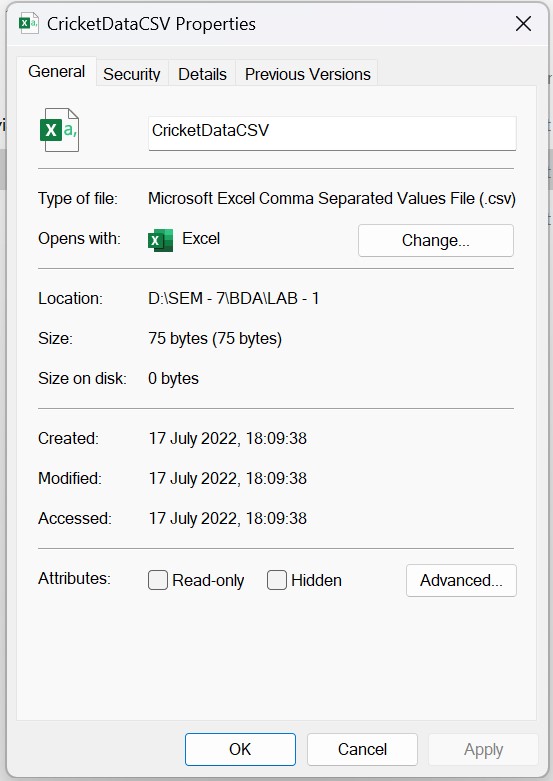 CricketDataCSV Properties
General Security Details Previous Versions
X a,
CricketDataCSV
Type of file: Microsoft Excel Comma Separated Values File (.csv)
Opens with: X Excel Change...
Location: D:\SEM - 7\BDA\LAB - 1
Size: 75 bytes (75 bytes)
Size on disk: 0 bytes
Created: 17 July 2022, 18:09:38
Modified: 17 July 2022, 18:09:38
Accessed: 17 July 2022, 18:09:38
Attributes: Read-only Hidden Advanced...
OK Cancel Apply